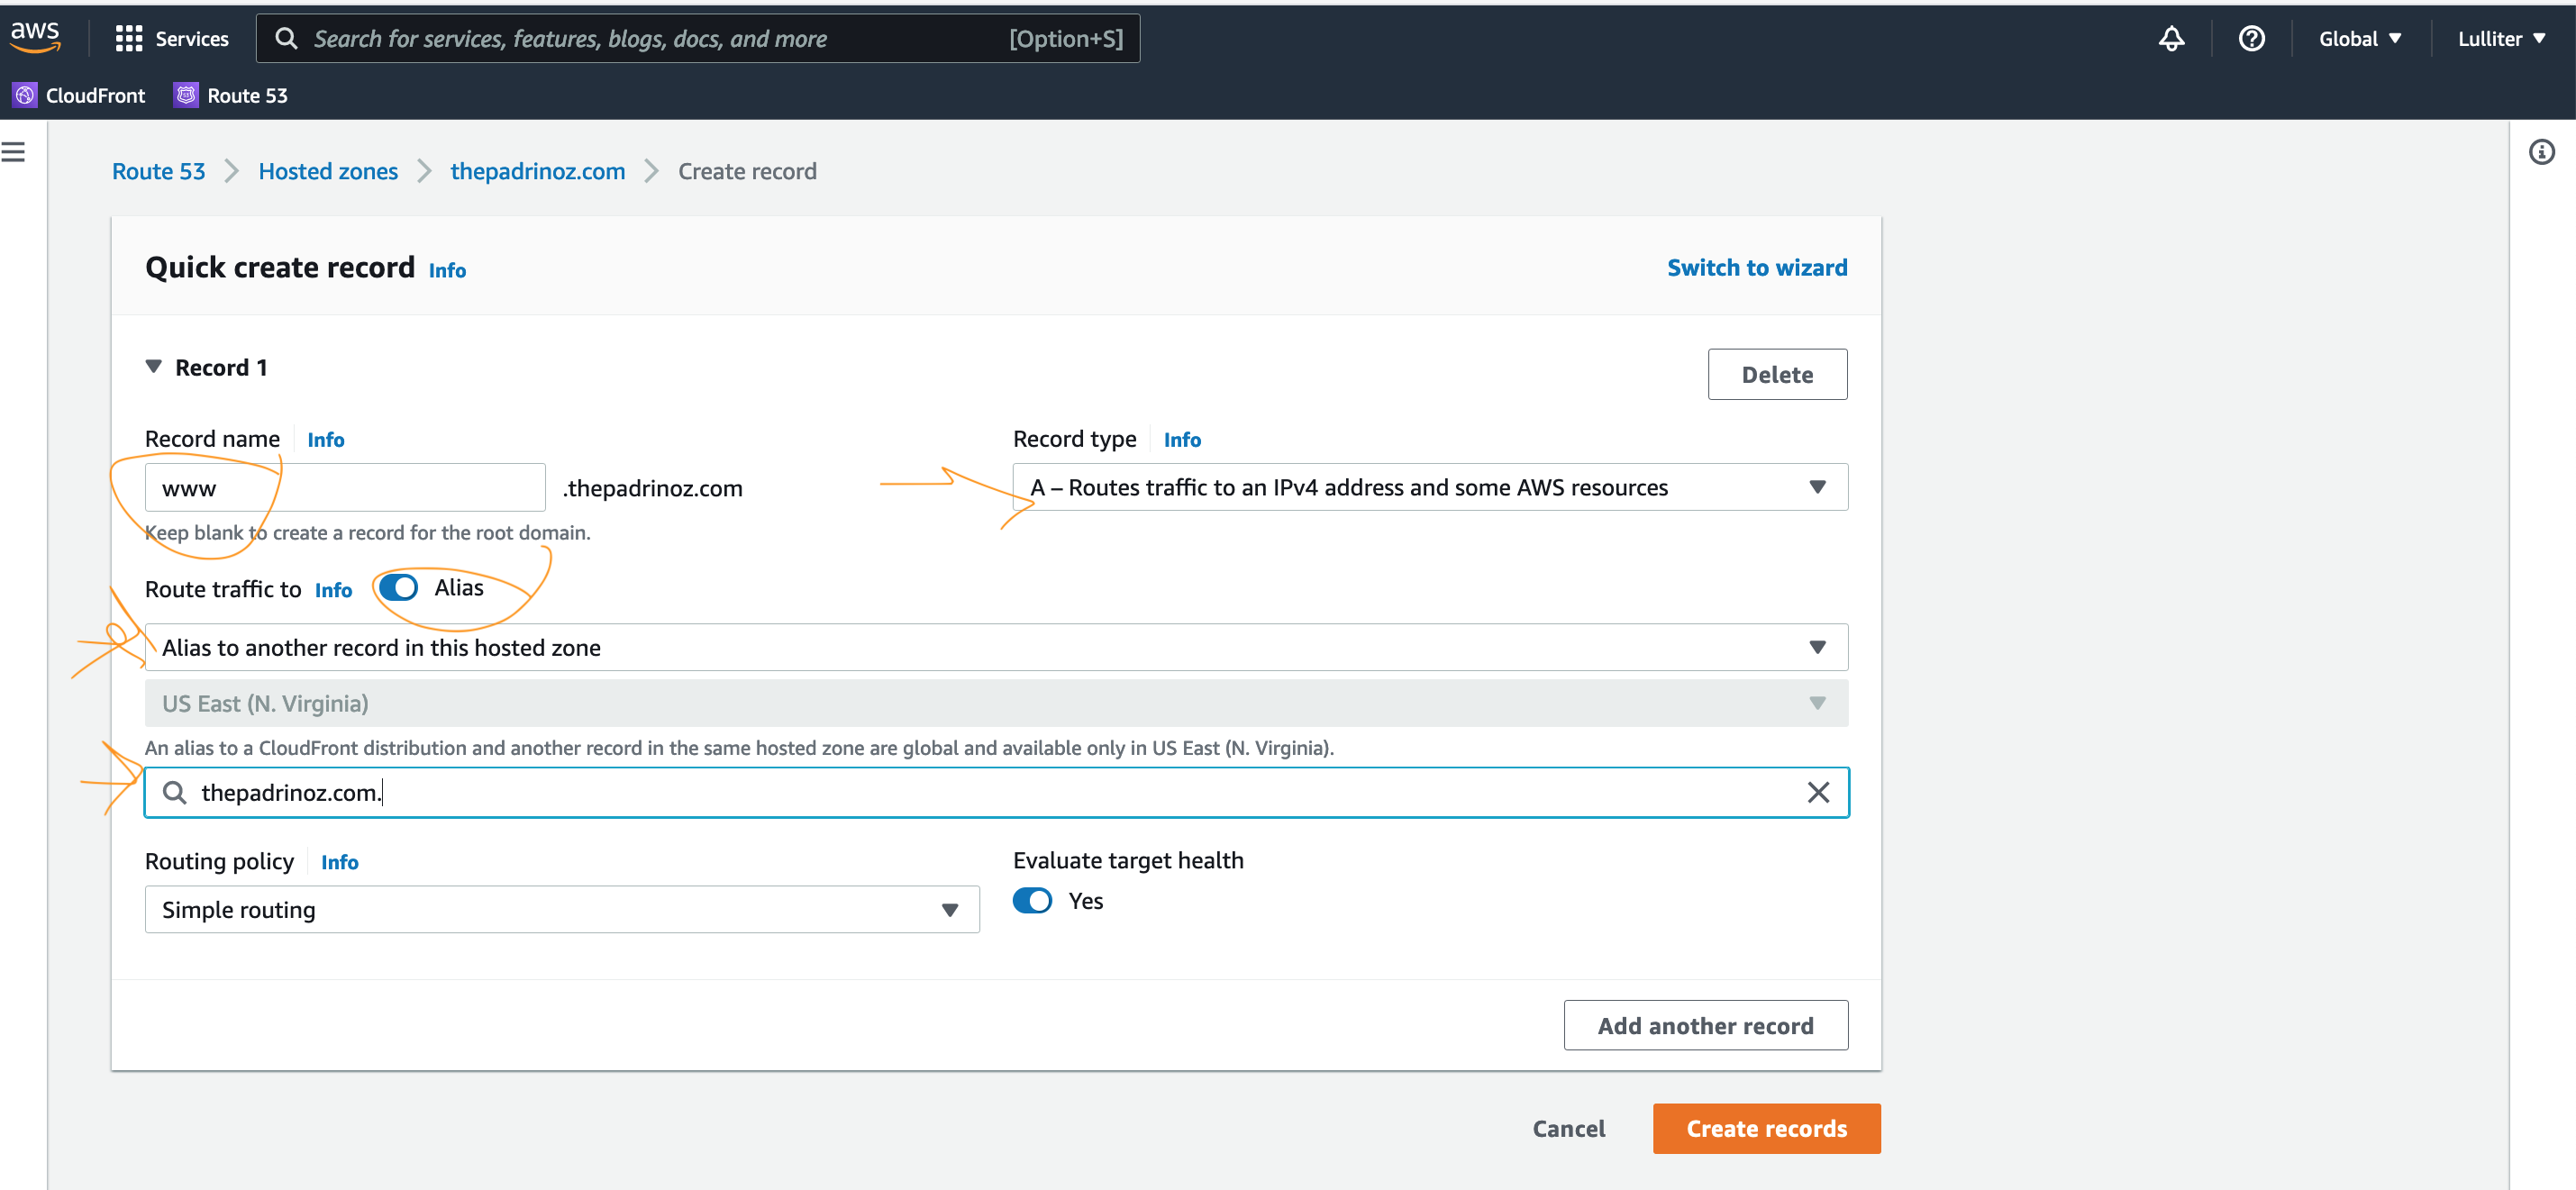 aws Services Search for services, features, blogs, docs, and more [Option+S] Global Lulliter
CloudFront Route 53
Route 53 Hosted zones thepadrinoz.com Create record
Quick create record Info Switch to wizard
Record 1 Delete
Record name Info Record type Info
www .thepadrinoz.com A – Routes traffic to an IPv4 address and some AWS resources
Keep blank to create a record for the root domain.
Route traffic to Info Alias
Alias to another record in this hosted zone
US East (N. Virginia)
An alias to a CloudFront distribution and another record in the same hosted zone are global and available only in US East (N. Virginia).
thepadrinoz.com.
Routing policy Info Evaluate target health
Simple routing Yes
Add another record
Cancel Create records